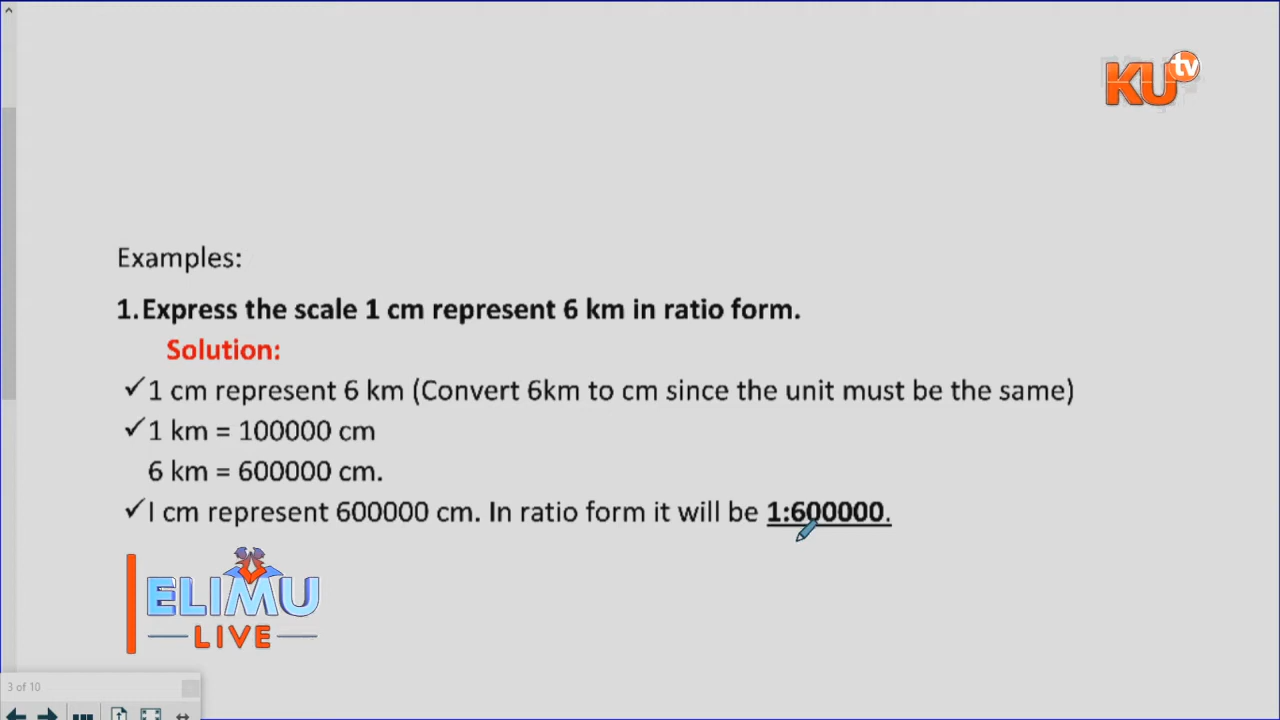 KU tv
Examples:
1.Express the scale 1 cm represent 6 km in ratio form.
Solution:
✓1 cm represent 6 km (Convert 6km to cm since the unit must be the same)
✓1 km = 100000 cm
6 km = 600000 cm.
✓I cm represent 600000 cm. In ratio form it will be 1:600000.
ELIMU
LIVE
3 of 10